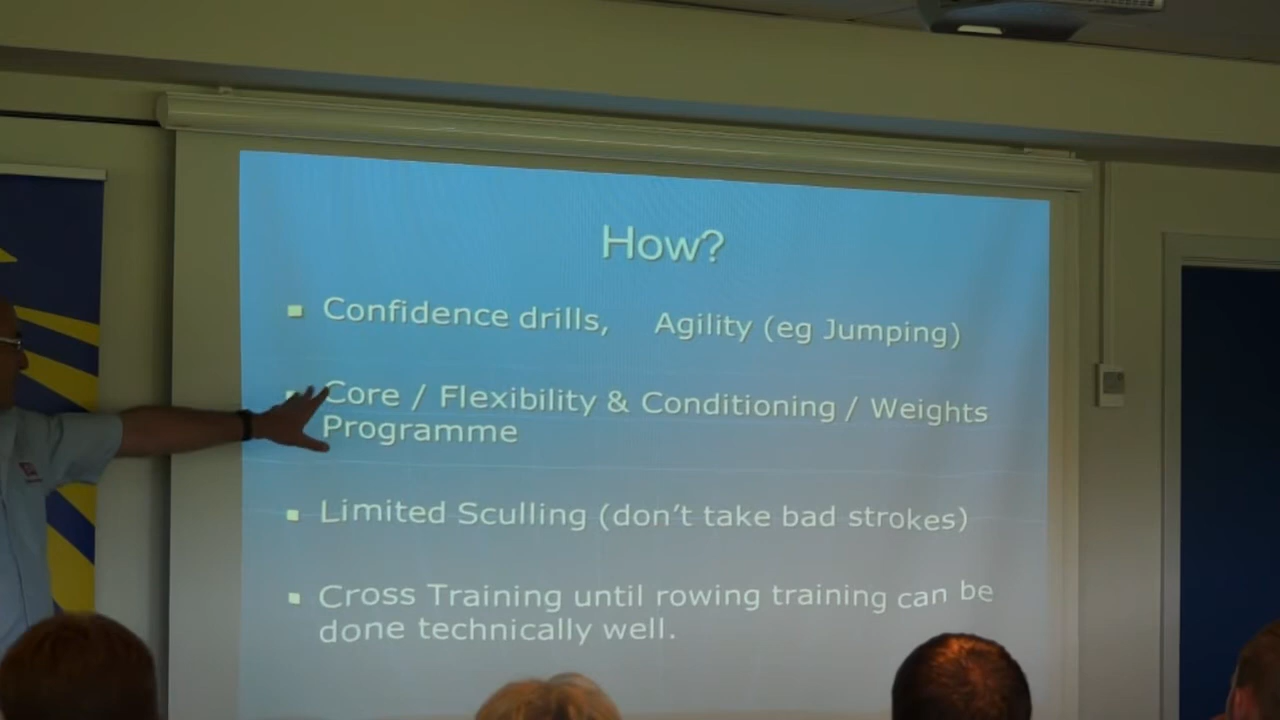 How?
Confidence drills, Agility (eg Jumping)
Core / Flexibility & Conditioning / Weights
Programme
Limited Sculling (don't take bad strokes)
Cross Training until rowing training can be
done technically well.